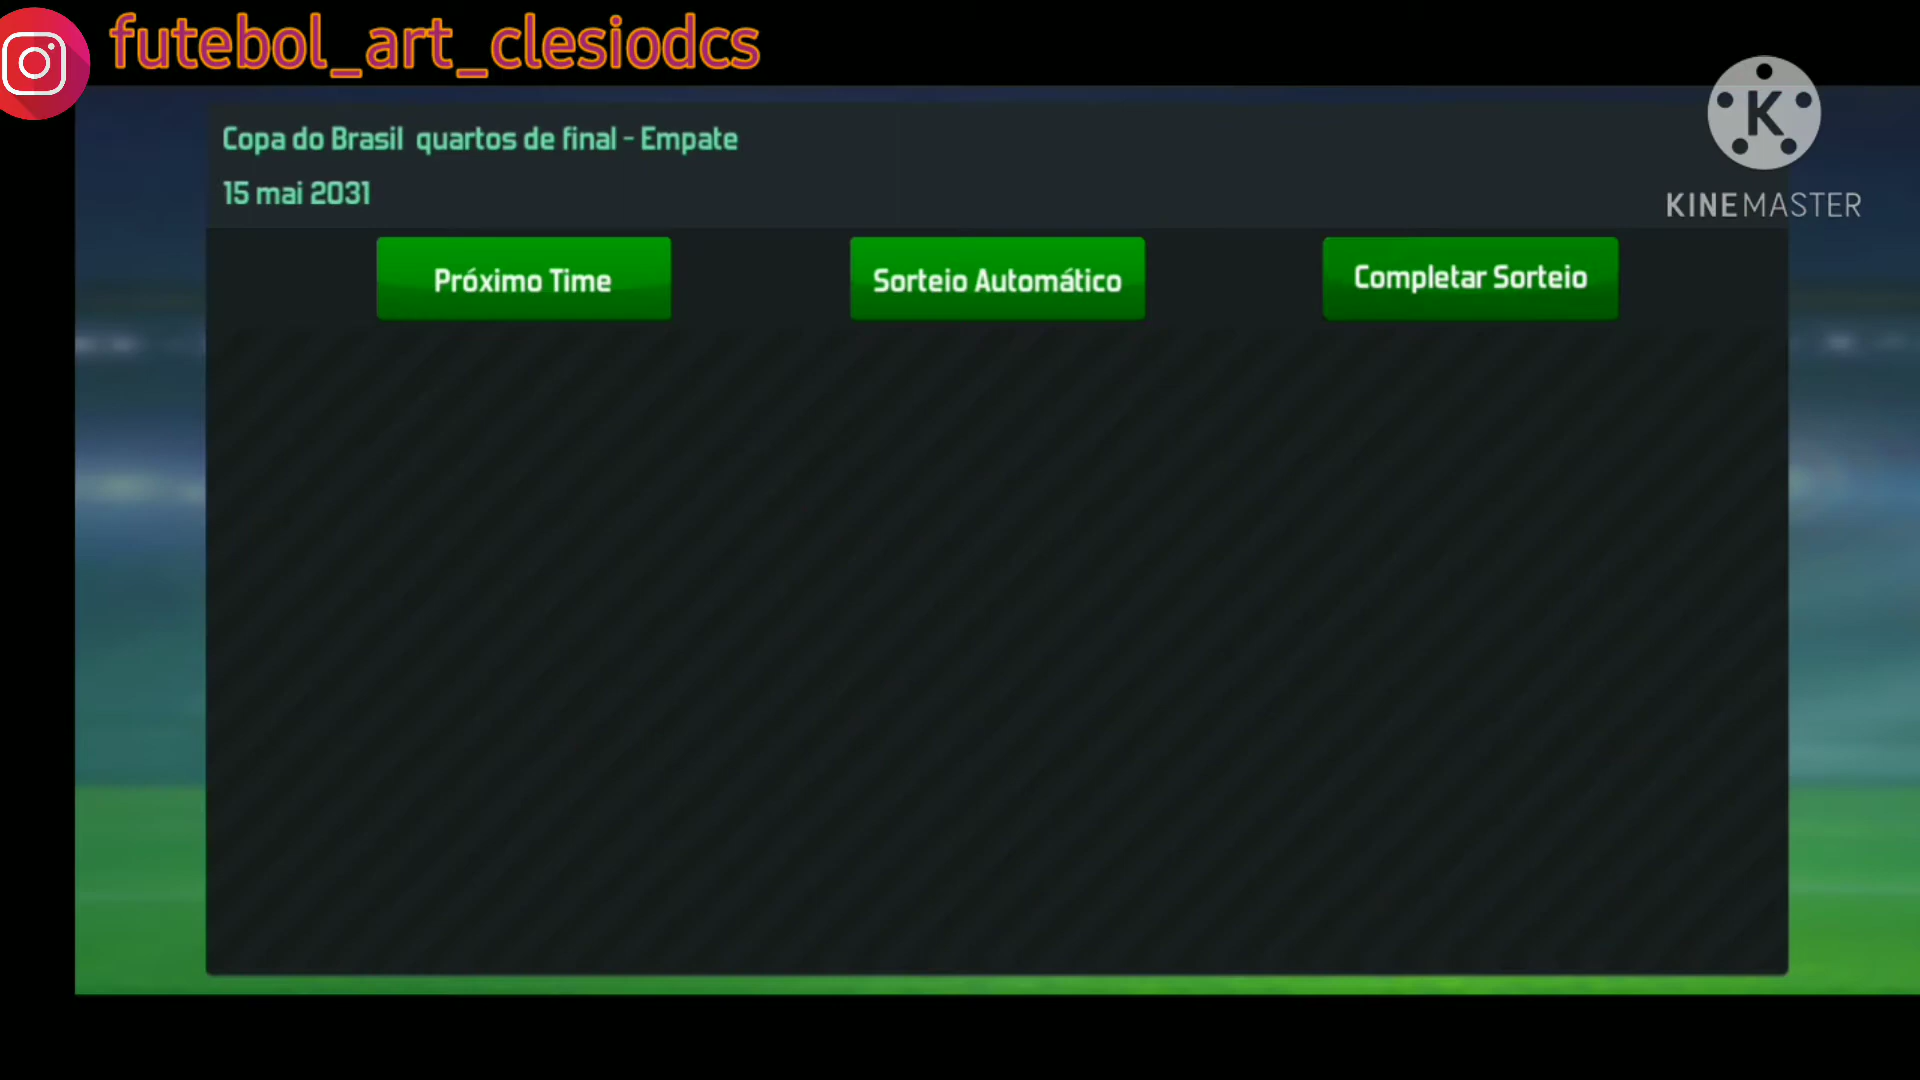 futebol_art_clesiodcs
Copa do Brasil quartos de final - Empate
15 mai 2031
K
KINEMASTER
Próximo Time
Sorteio Automático
Completar Sorteio